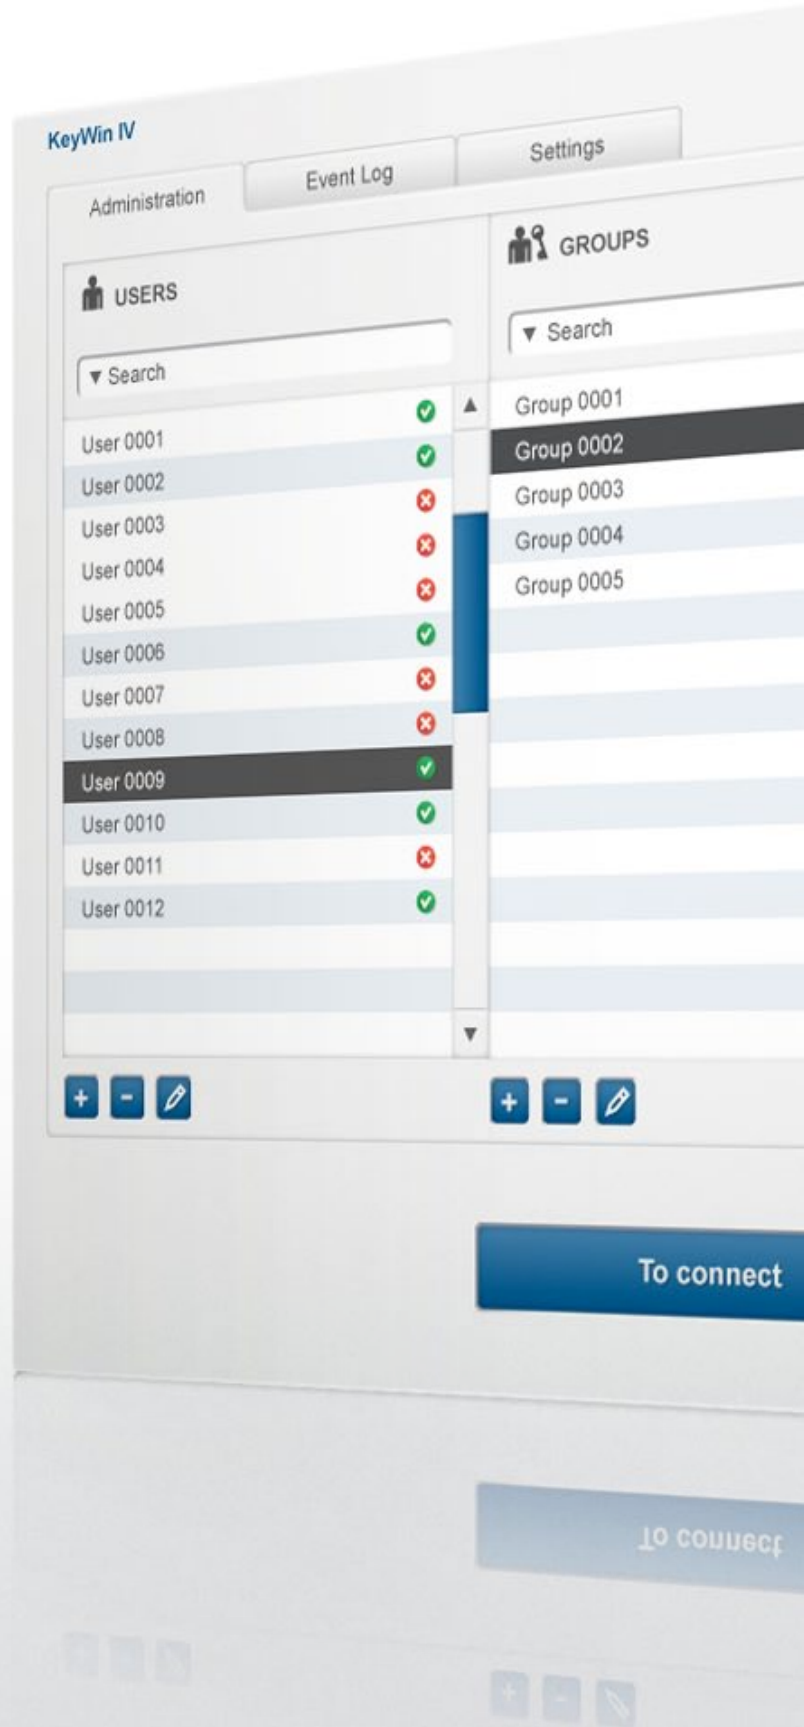 KeyWin IV
Administration
Event Log
Settings
USERS
Search
User 0001
User 0002
User 0003
User 0004
User 0005
User 0006
User 0007
User 0008
User 0009
User 0010
User 0011
User 0012
GROUPS
Search
Group 0001
Group 0002
Group 0003
Group 0004
Group 0005
To connect
To connect